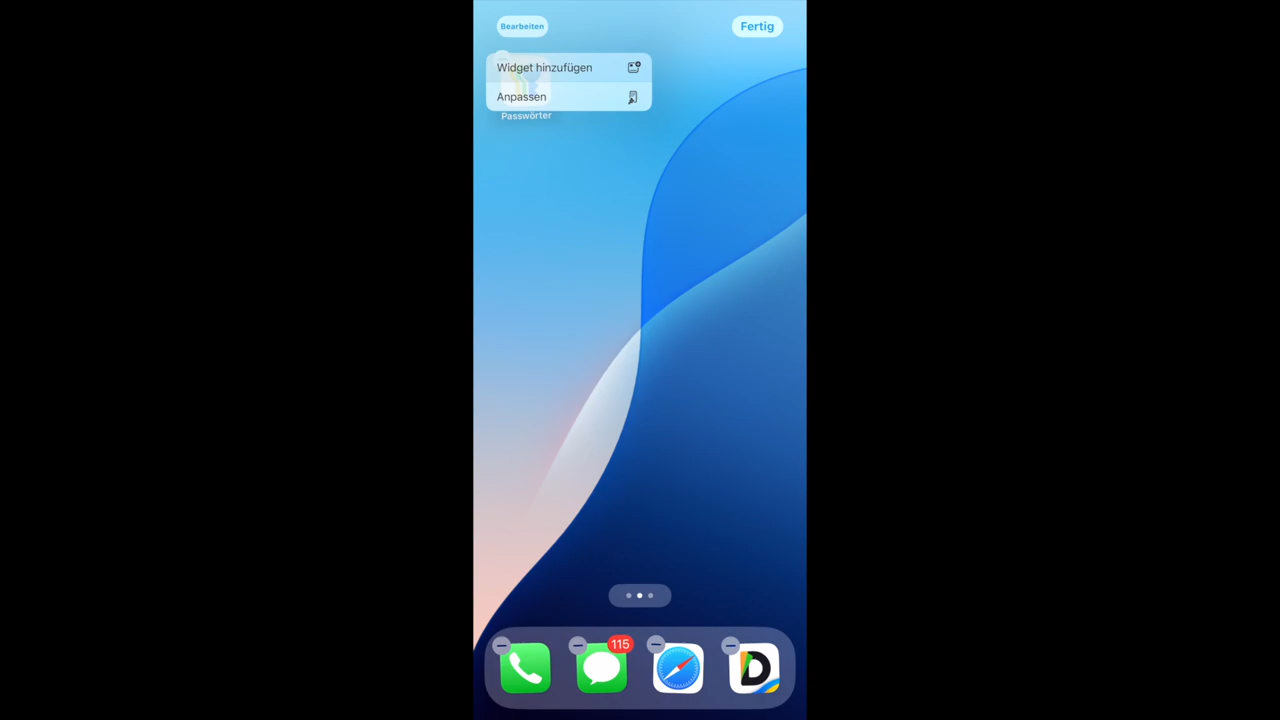 Bearbeiten
Fertig
Widget hinzufügen
Anpassen
Passwörter
115